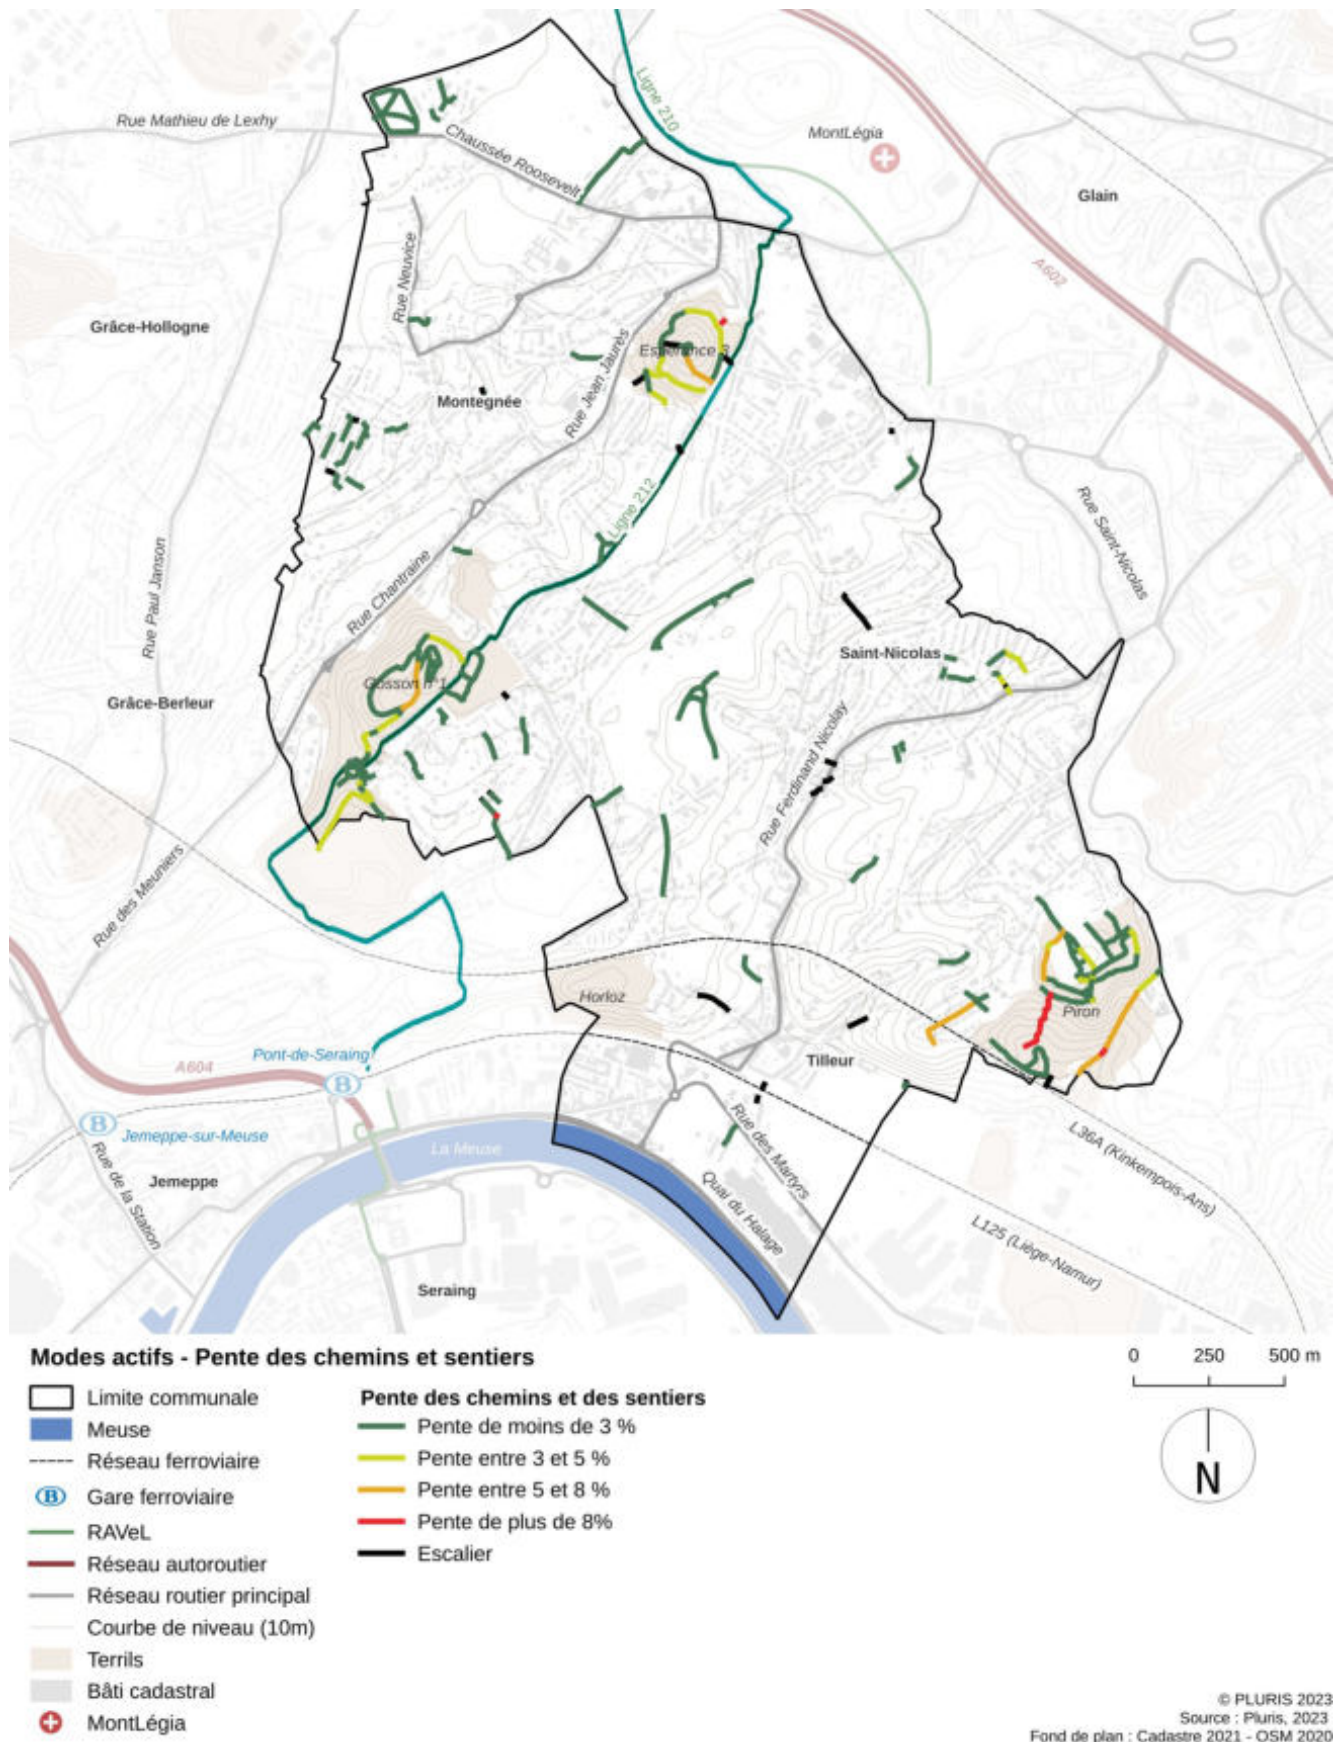 Ligne 210
Rue Mathieu de Lexhy
Chaussée Roosevelt
MontLégia
Glain
A602
Rue Neuvice
Grâce-Hollogne
Rue Jean Jaurès
Montegnée
Ligne 212
Rue Saint-Nicolas
Rue Paul Janson
Rue Chantraine
Saint-Nicolas
Gosson n°1
Grâce-Berleur
Rue Ferdinand Nicolay
Rue des Meuniers
Horloz
Piron
Pont-de-Seraing
Tilleur
A604
B
B
Jemeppe-sur-Meuse
La Meuse
Rue des Martyrs
L36A (Kinkempois-Ans)
Rue de la Station
Jemeppe
Quai du Halage
L125 (Liège-Namur)
Seraing
Modes actifs - Pente des chemins et sentiers
Limite communale
Meuse
Réseau ferroviaire
B
Gare ferroviaire
RAVeL
Réseau autoroutier
Réseau routier principal
Courbe de niveau (10m)
Terrils
Bâti cadastral
MontLégia
Pente des chemins et des sentiers
Pente de moins de 3 %
Pente entre 3 et 5 %
Pente entre 5 et 8 %
Pente de plus de 8%
Escalier
0 250 500 m
N
© PLURIS 2023
Source : Pluris, 2023
Fond de plan : Cadastre 2021 - OSM 2020